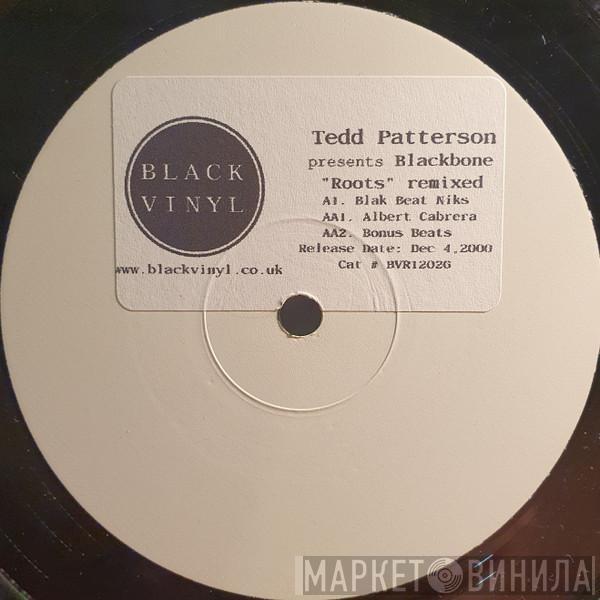 BLACK
VINYL
Tedd Patterson
presents Blackbone
"Roots" remixed
A1. Blak Beat Niks
AA1. Albert Cabrera
AA2. Bonus Beats
Release Date: Dec 4,2000
Cat # BVR1202G
www.blackvinyl.co.uk
МАРКЕТ ВИНИЛА